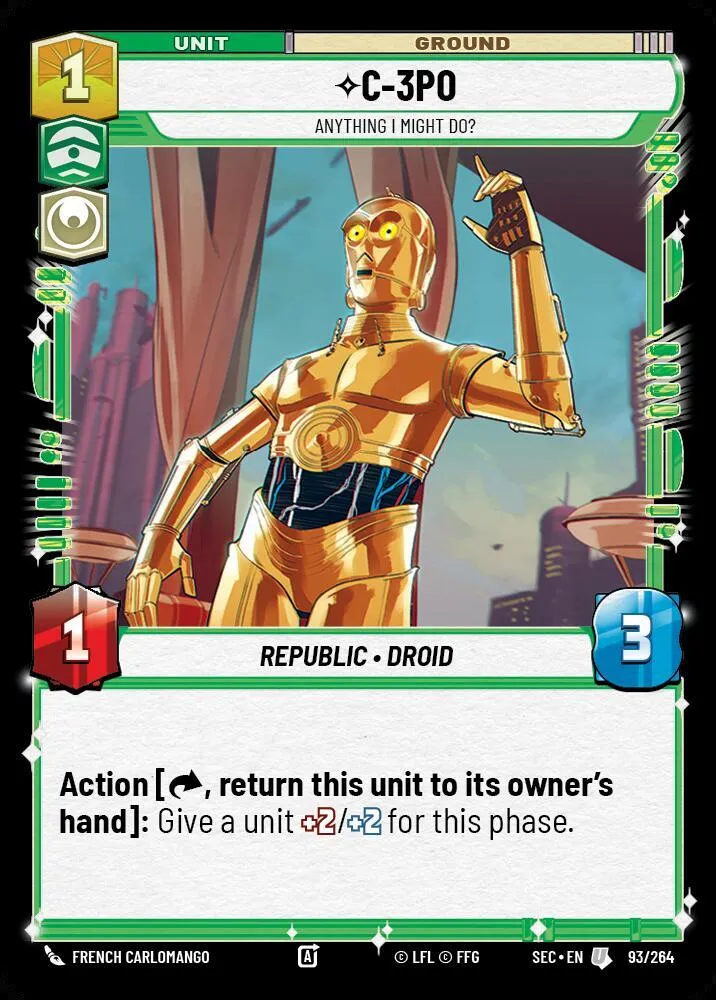 UNIT GROUND
1
✧C-3PO
ANYTHING I MIGHT DO?
1
3
REPUBLIC • DROID
Action [, return this unit to its owner's
hand]: Give a unit +2/+2 for this phase.
FRENCH CARLOMANGO A © LFL © FFG SEC • EN U 93/264